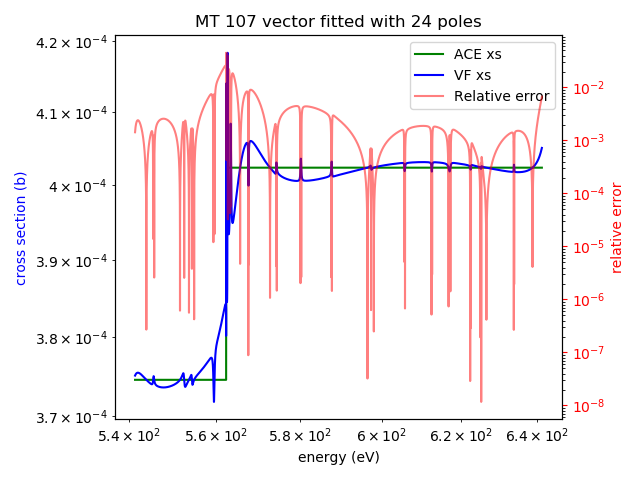 MT 107 vector fitted with 24 poles
4.2 × 10⁻⁴
4.1 × 10⁻⁴
4 × 10⁻⁴
3.9 × 10⁻⁴
3.8 × 10⁻⁴
3.7 × 10⁻⁴
cross section (b)
ACE xs
VF xs
Relative error
10⁻²
10⁻³
10⁻⁴
10⁻⁵
10⁻⁶
10⁻⁷
10⁻⁸
relative error
5.4 × 10² 5.6 × 10² 5.8 × 10² 6 × 10² 6.2 × 10² 6.4 × 10²
energy (eV)